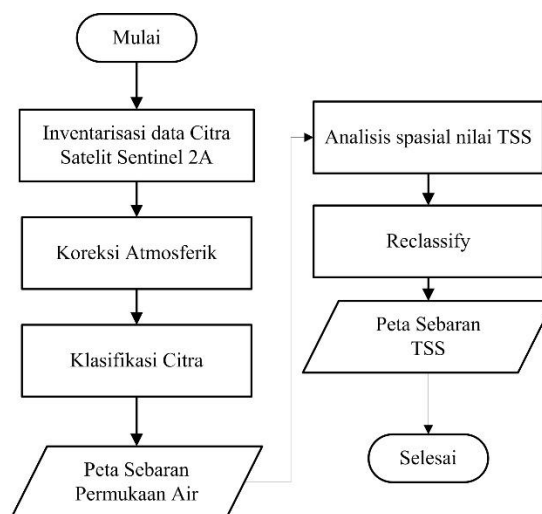 Mulai
Inventarisasi data Citra
Satelit Sentinel 2A
Koreksi Atmosferik
Klasifikasi Citra
Peta Sebaran
Permukaan Air
Analisis spasial nilai TSS
Reclassify
Peta Sebaran
TSS
Selesai